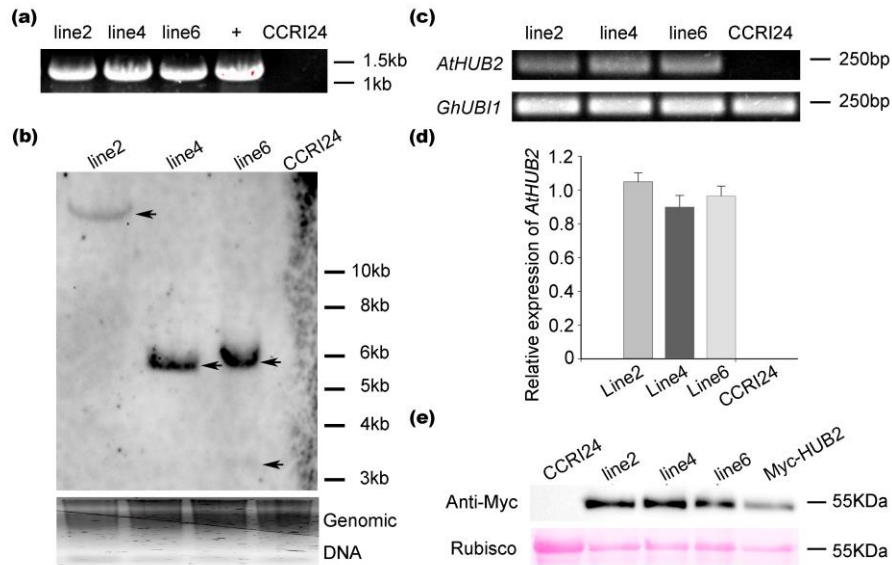 (a)
line2 line4 line6 + CCRI24
1.5kb
1kb
(b)
line2 line4 line6 CCRI24
10kb
8kb
6kb
5kb
4kb
3kb
Genomic
DNA
(c)
line2 line4 line6 CCRI24
AtHUB2 250bp
GhUBI1 250bp
(d)
Relative expression of AtHUB2
1.2
1.0
0.8
0.6
0.4
0.2
0
Line2 Line4 Line6 CCRI24
(e)
CCRI24 line2 line4 line6 Myc-HUB2
Anti-Myc 55KDa
Rubisco 55KDa